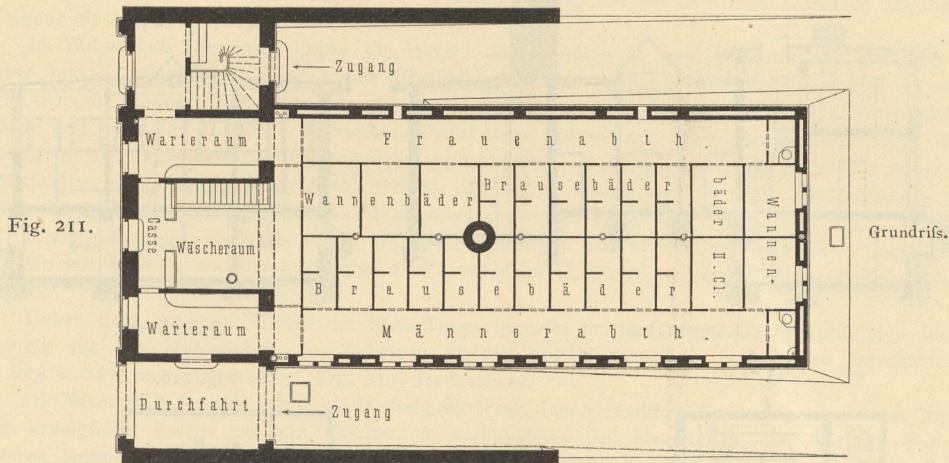 Zugang
Warteraum
Frauenabth
Wannenbäder
Brausebäder
Wannen.
bäder II. Cl.
Fig. 211.
Casse
Wäscheraum
Grundriſs.
Brausebäder
Warteraum
Männerabth
Durchfahrt
Zugang